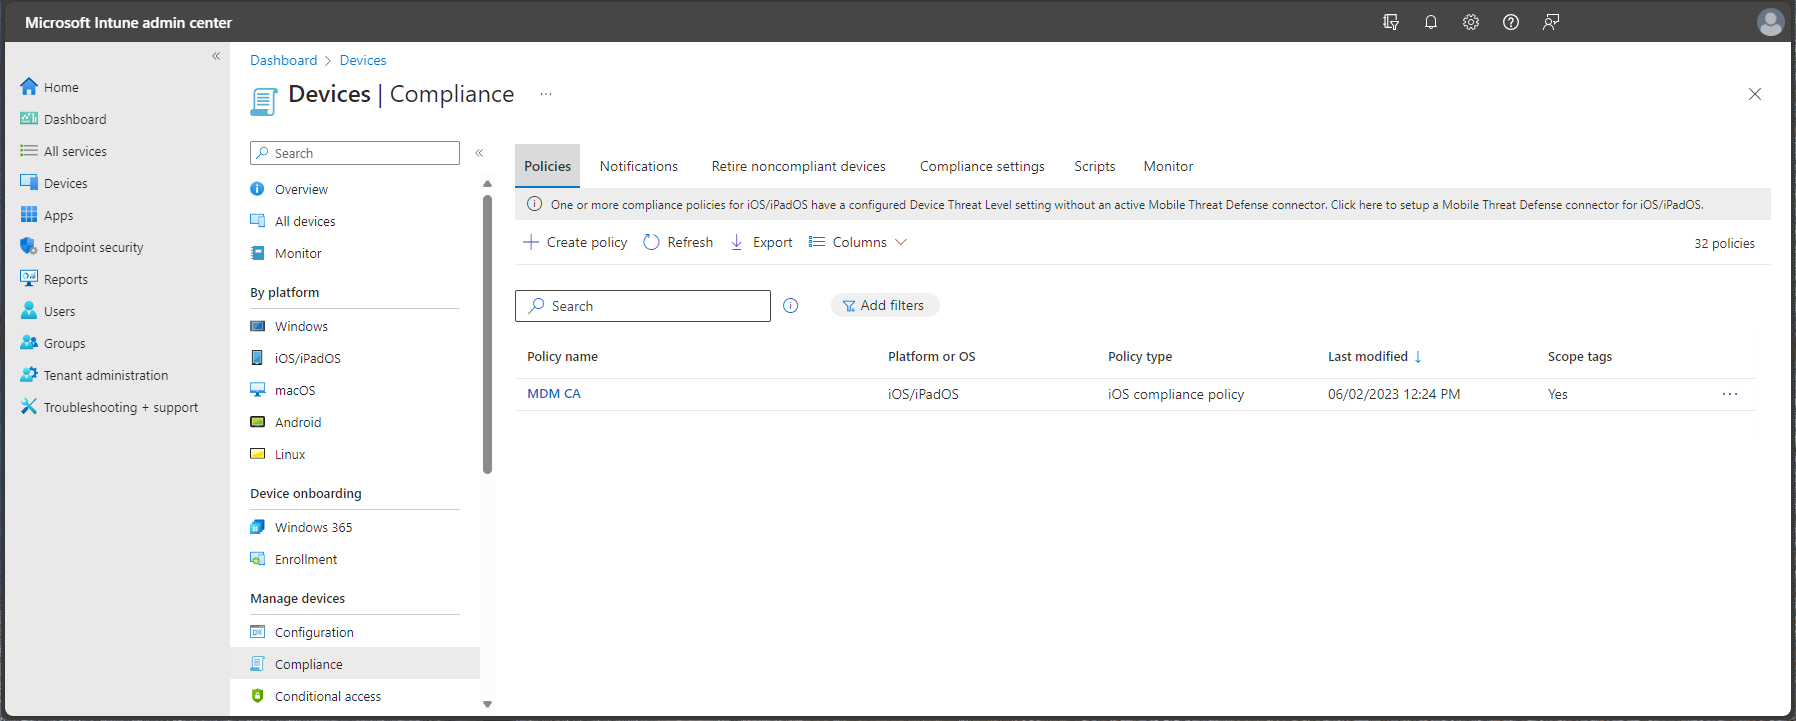 Microsoft Intune admin center
Home
Dashboard
All services
Devices
Apps
Endpoint security
Reports
Users
Groups
Tenant administration
Troubleshooting + support
Dashboard > Devices
Devices | Compliance ...
Search
Overview
All devices
Monitor
By platform
Windows
iOS/iPadOS
macOS
Android
Linux
Device onboarding
Windows 365
Enrollment
Manage devices
Configuration
Compliance
Conditional access
Policies Notifications Retire noncompliant devices Compliance settings Scripts Monitor
One or more compliance policies for iOS/iPadOS have a configured Device Threat Level setting without an active Mobile Threat Defense connector. Click here to setup a Mobile Threat Defense connector for iOS/iPadOS.
Create policy Refresh Export Columns 32 policies
Search Add filters
Policy name Platform or OS Policy type Last modified ↓ Scope tags
MDM CA iOS/iPadOS iOS compliance policy 06/02/2023 12:24 PM Yes ...